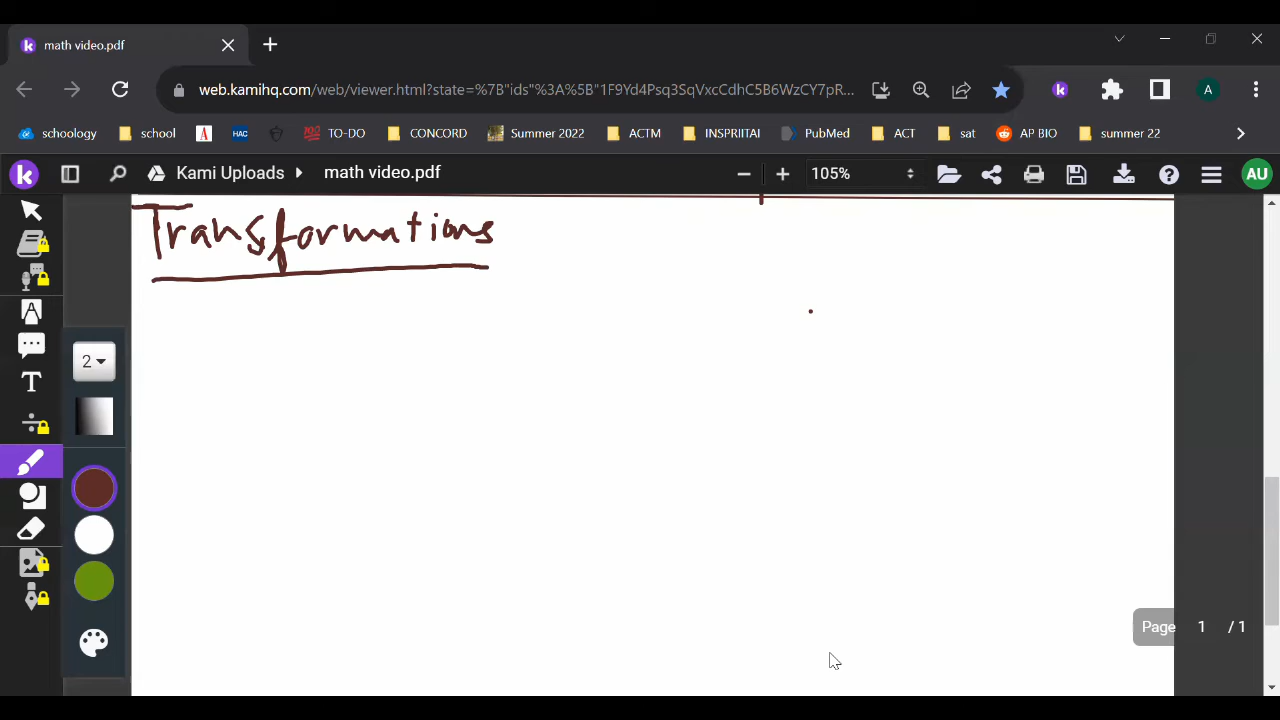 math video.pdf
web.kamihq.com/web/viewer.html?state=%7B"ids"%3A%5B"1F9Yd4Psq3SqVxcCdhC5B6WzCY7pR...
A
schoology school HAC TO-DO CONCORD Summer 2022 ACTM INSPRIITAI PubMed ACT sat AP BIO summer 22
Kami Uploads math video.pdf 105% AU
Transformations
2
Page 1 / 1